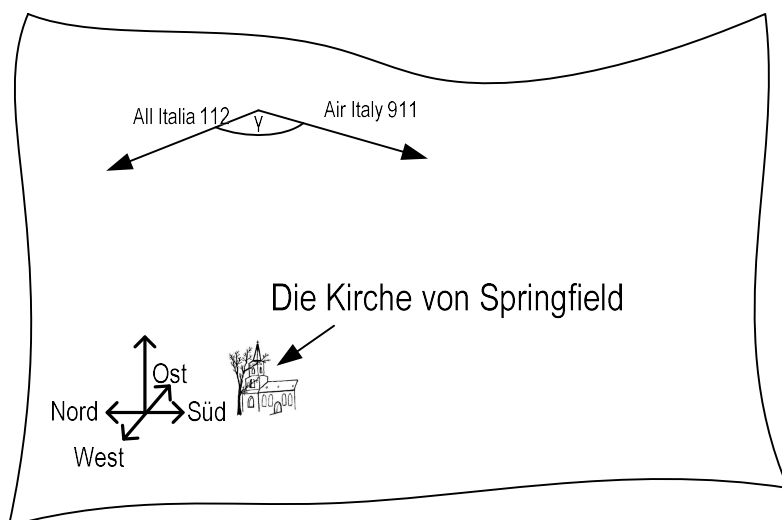 All Italia 112
γ
Air Italy 911
Die Kirche von Springfield
Ost
Nord
Süd
West